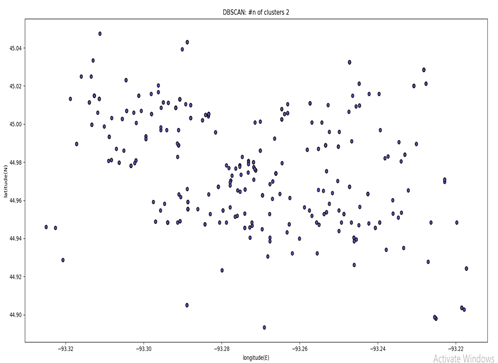 DBSCAN: #n of clusters 2
45.04
45.02
45.00
44.98
44.96
44.94
44.92
44.90
latitude(N)
−93.32 −93.30 −93.28 −93.26 −93.24 −93.22
longitude(E)
Activate Windows